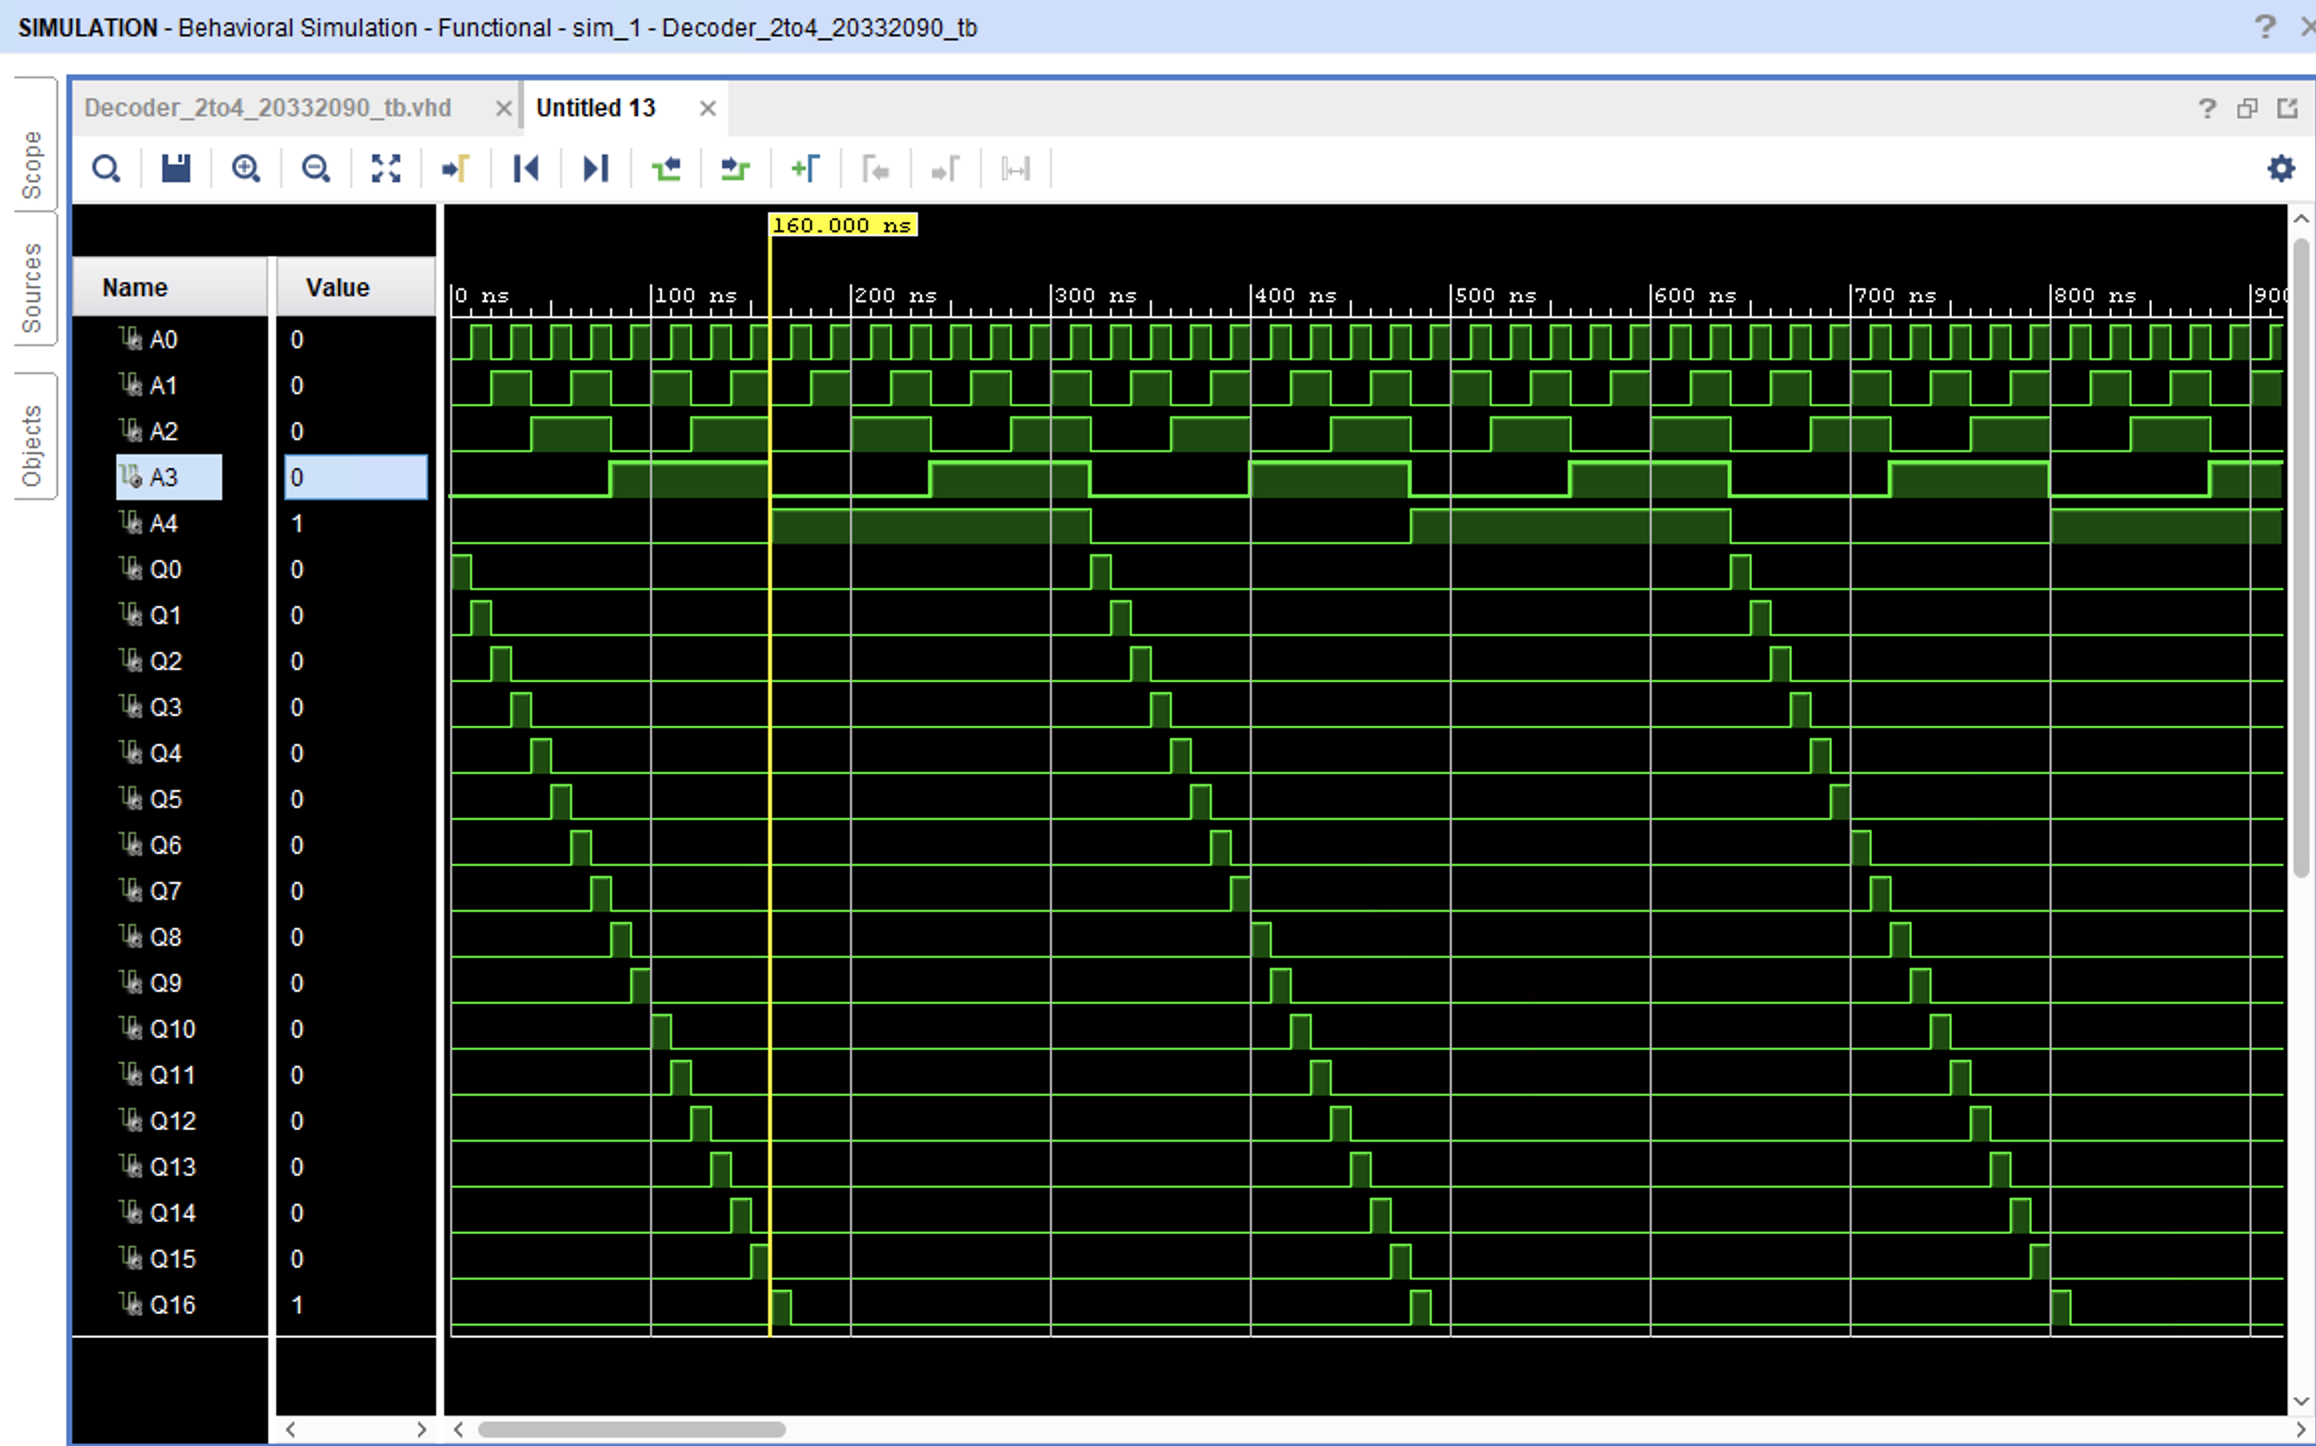 SIMULATION - Behavioral Simulation - Functional - sim_1 - Decoder_2to4_20332090_tb
Scope
Sources
Objects
Decoder_2to4_20332090_tb.vhd
Untitled 13
160.000 ns
Name Value
0 ns 100 ns 200 ns 300 ns 400 ns 500 ns 600 ns 700 ns 800 ns 900
A0 0
A1 0
A2 0
A3 0
A4 1
Q0 0
Q1 0
Q2 0
Q3 0
Q4 0
Q5 0
Q6 0
Q7 0
Q8 0
Q9 0
Q10 0
Q11 0
Q12 0
Q13 0
Q14 0
Q15 0
Q16 1